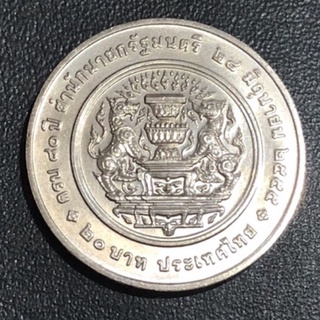 ครบ ๘๐ ปี สำนักนายกรัฐมนตรี ๒๘ มิถุนายน ๒๕๕๕
๒๐ บาท ประเทศไทย